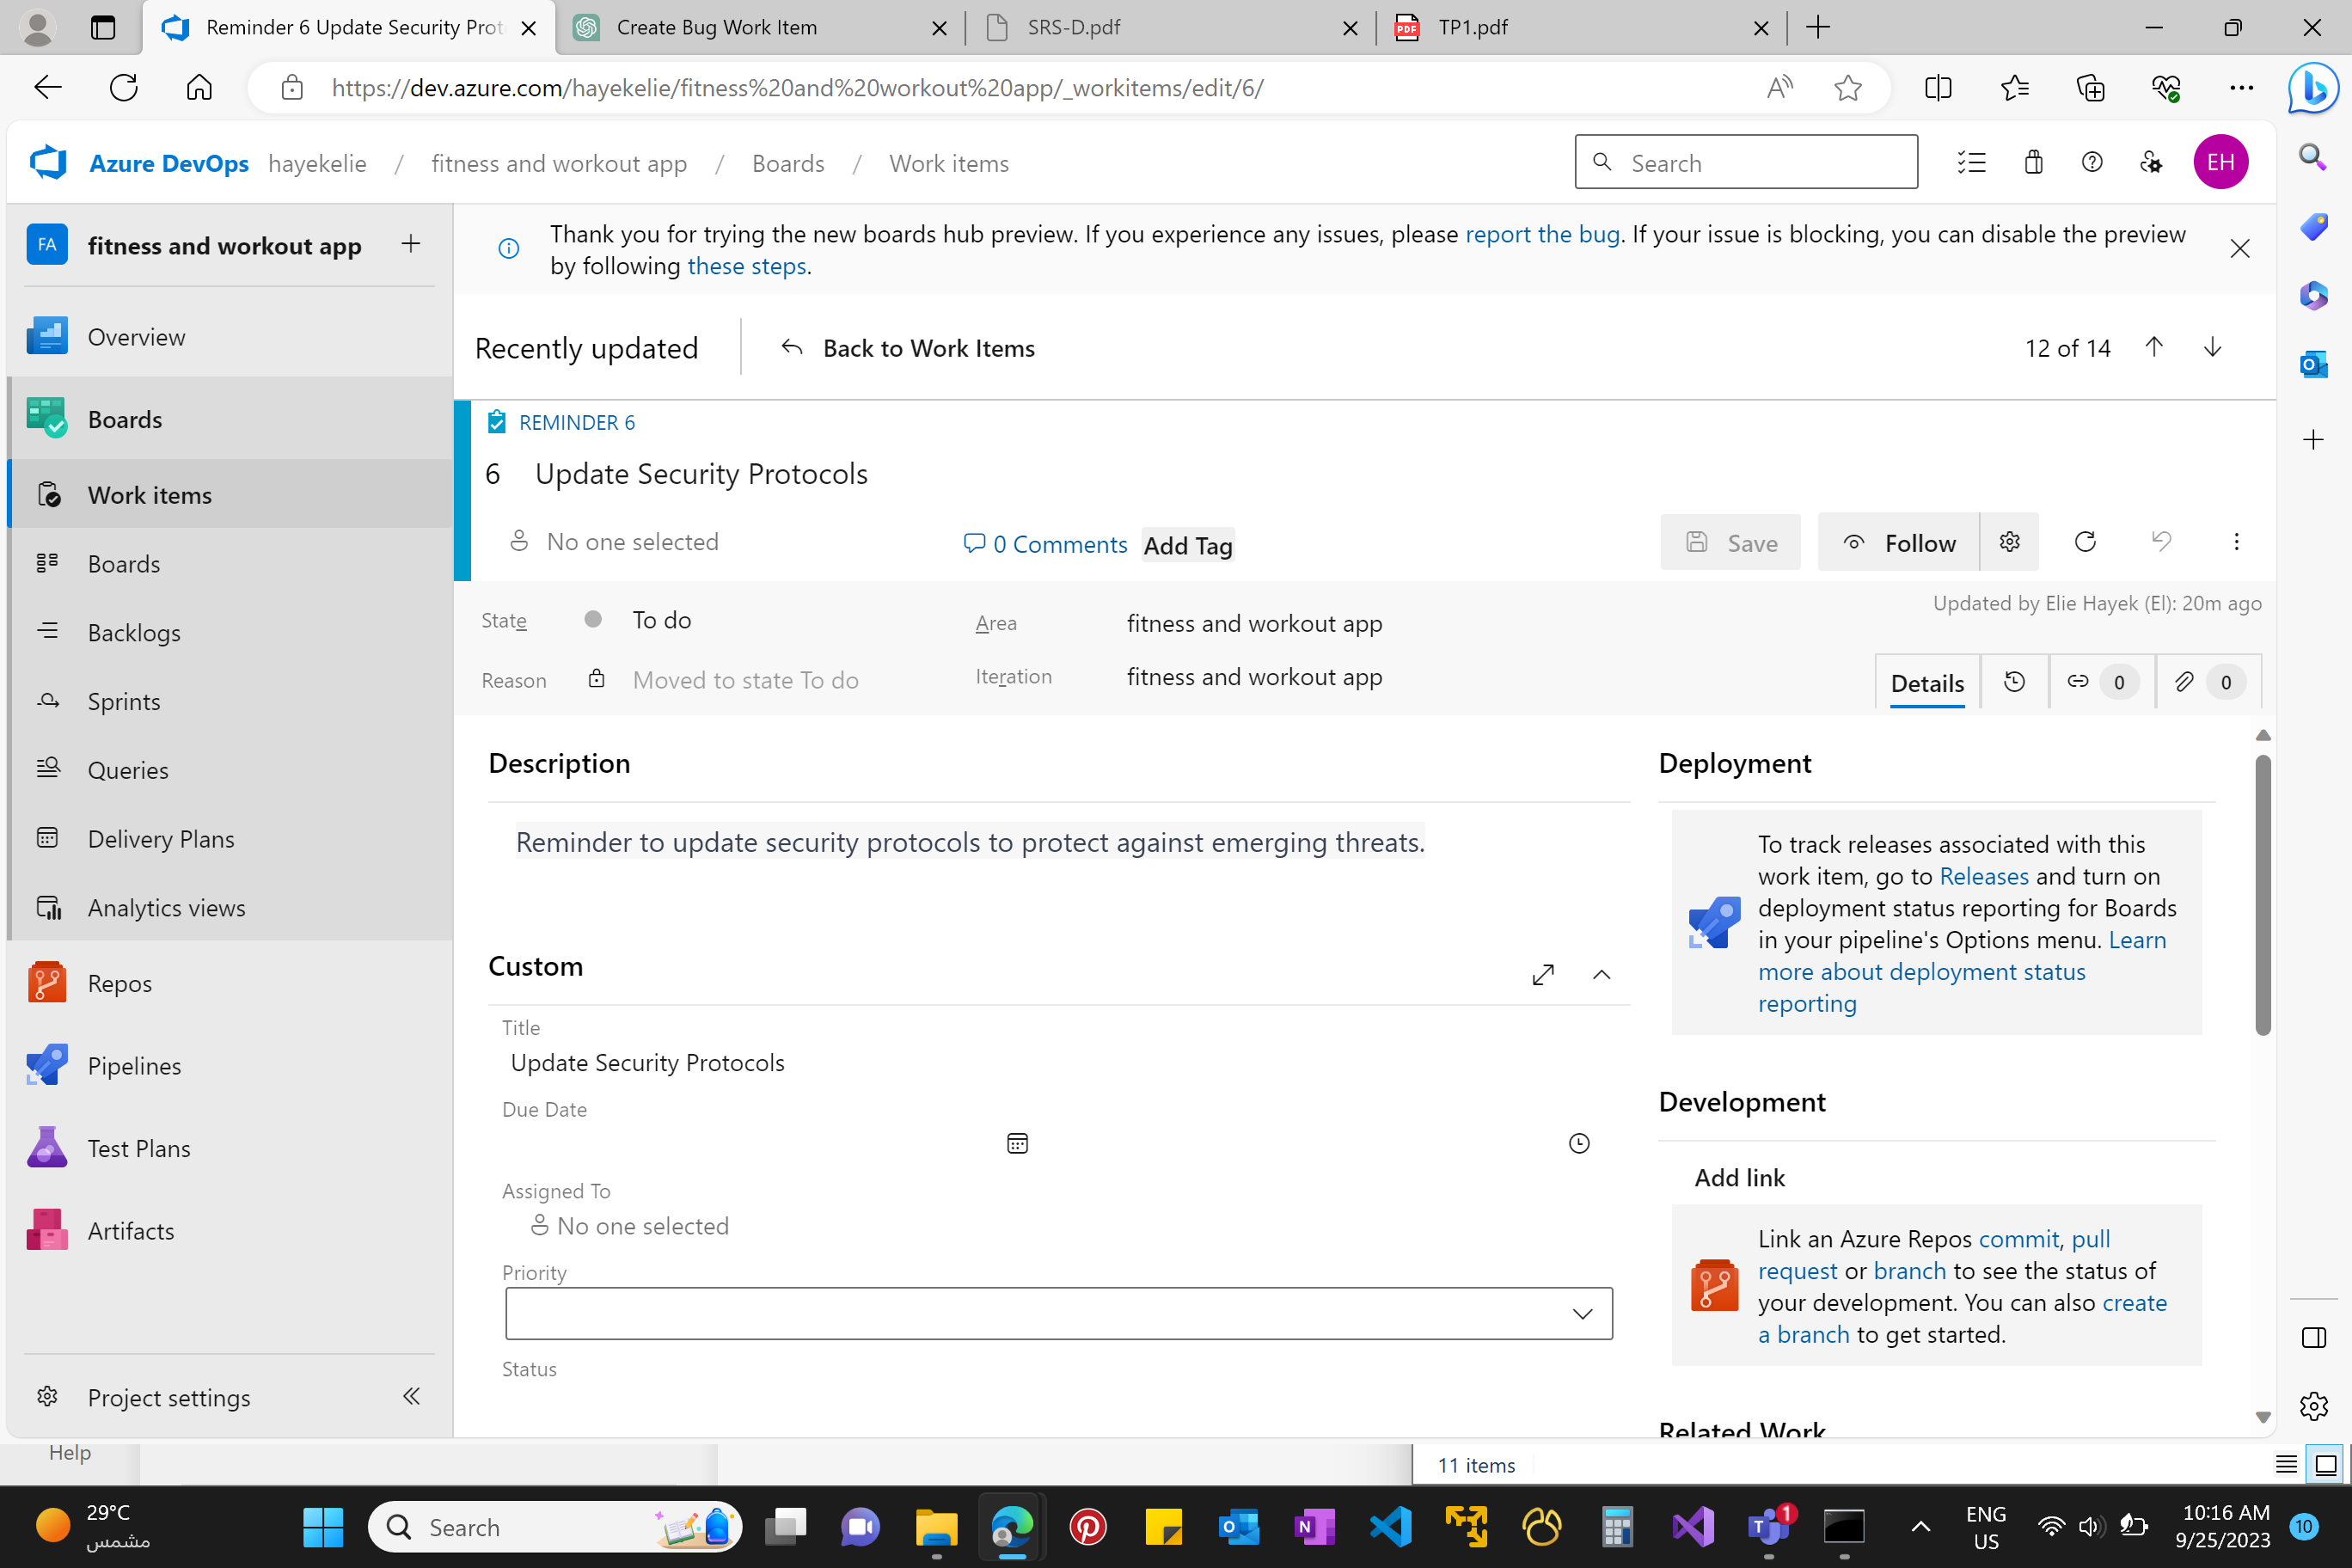 Reminder 6 Update Security Prot
Create Bug Work Item
SRS-D.pdf
TP1.pdf
https://dev.azure.com/hayekelie/fitness%20and%20workout%20app/_workitems/edit/6/
Azure DevOps hayekelie / fitness and workout app / Boards / Work items
Search
EH
FA fitness and workout app
Overview
Boards
Work items
Boards
Backlogs
Sprints
Queries
Delivery Plans
Analytics views
Repos
Pipelines
Test Plans
Artifacts
Project settings
Thank you for trying the new boards hub preview. If you experience any issues, please report the bug. If your issue is blocking, you can disable the preview
by following these steps.
Recently updated
Back to Work Items
12 of 14
REMINDER 6
6 Update Security Protocols
No one selected
0 Comments
Add Tag
Save
Follow
Updated by Elie Hayek (El): 20m ago
State To do
Area fitness and workout app
Reason Moved to state To do
Iteration fitness and workout app
Details
0
0
Description
Reminder to update security protocols to protect against emerging threats.
Custom
Title
Update Security Protocols
Due Date
Assigned To
No one selected
Priority
Status
Deployment
To track releases associated with this
work item, go to Releases and turn on
deployment status reporting for Boards
in your pipeline's Options menu. Learn
more about deployment status
reporting
Development
Add link
Link an Azure Repos commit, pull
request or branch to see the status of
your development. You can also create
a branch to get started.
Related Work
Help
11 items
29°C
مشمس
Search
1
ENG
US
10:16 AM
9/25/2023
10